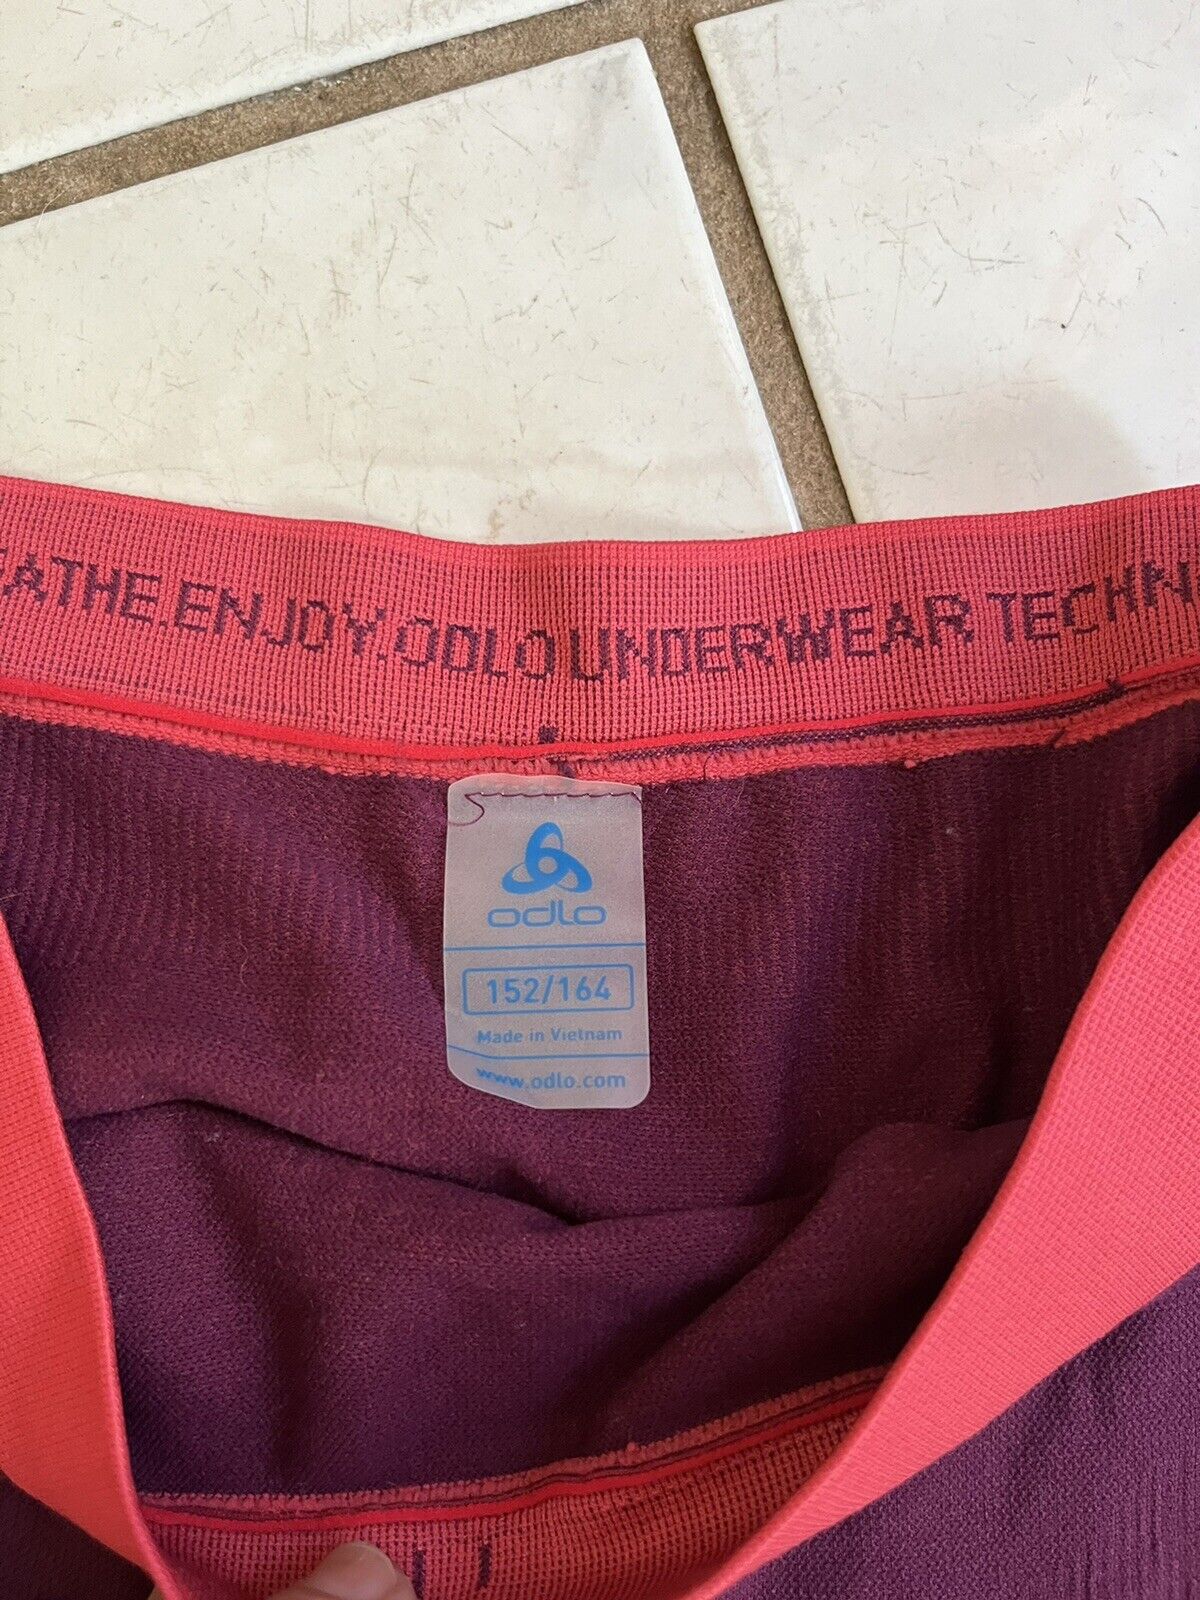 EATHE.ENJOY.ODLO UNDERWEAR TECHN
odlo
152/164
Made in Vietnam
www.odlo.com